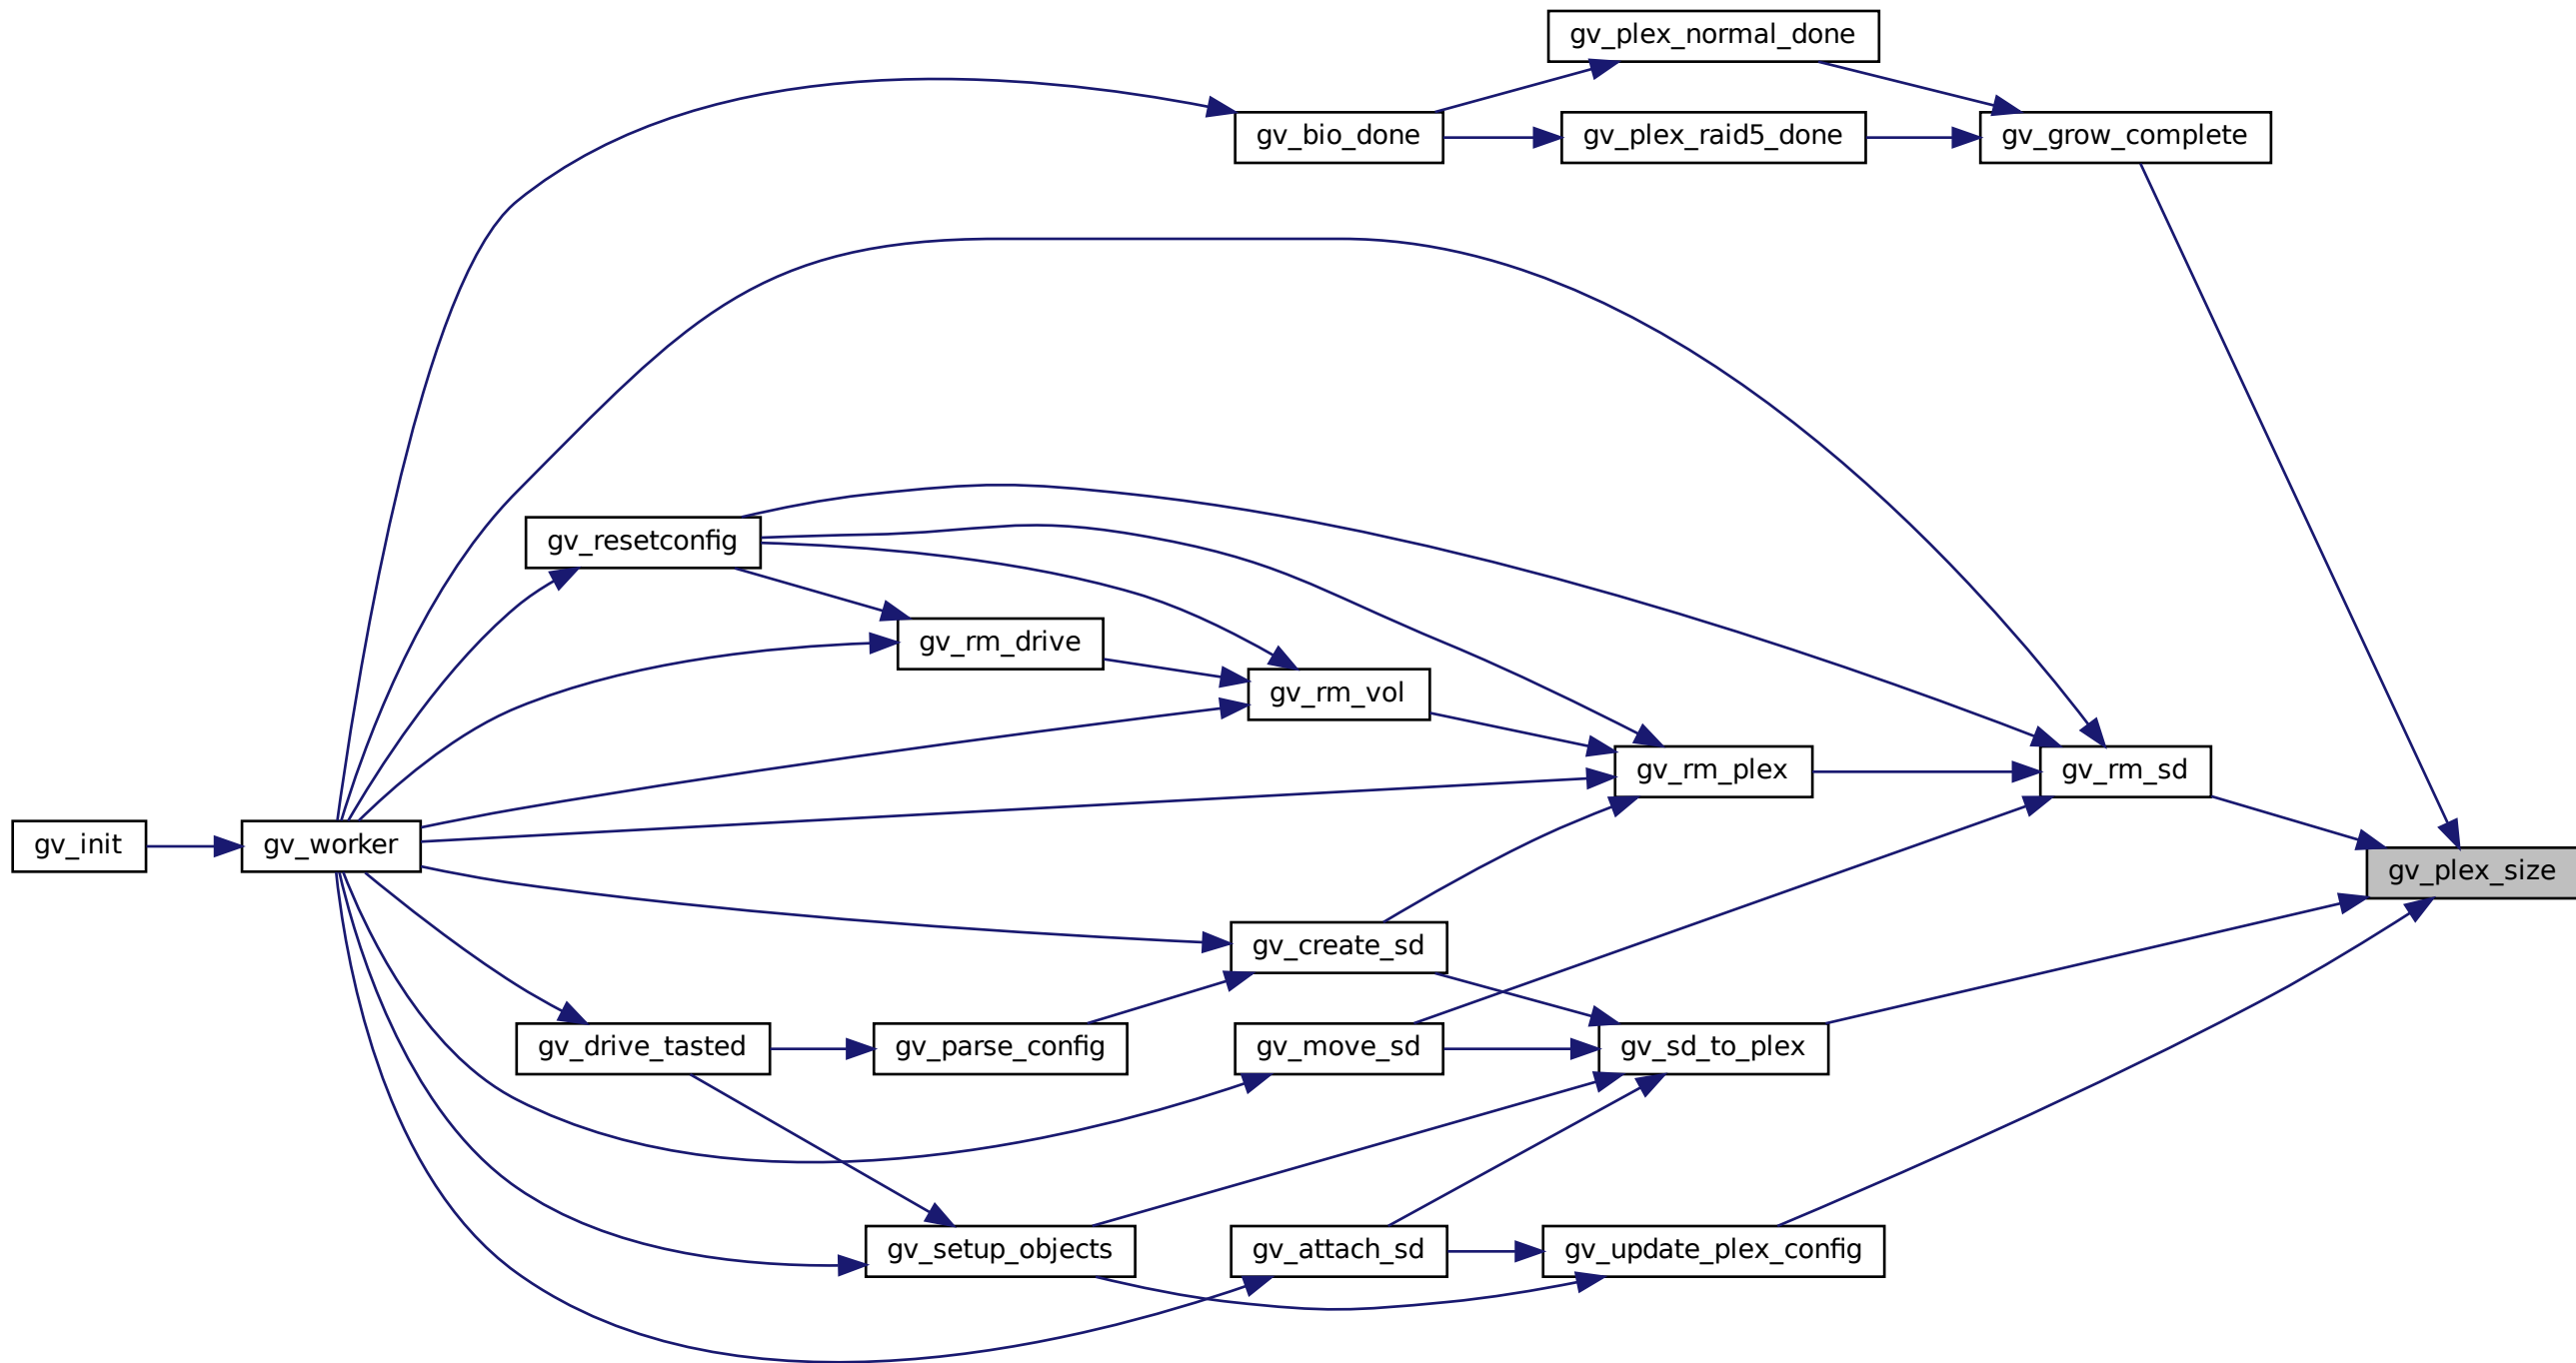 gv_plex_normal_done
gv_bio_done
gv_plex_raid5_done
gv_grow_complete
gv_resetconfig
gv_rm_drive
gv_rm_vol
gv_rm_plex
gv_rm_sd
gv_init
gv_worker
gv_plex_size
gv_create_sd
gv_drive_tasted
gv_parse_config
gv_move_sd
gv_sd_to_plex
gv_setup_objects
gv_attach_sd
gv_update_plex_config